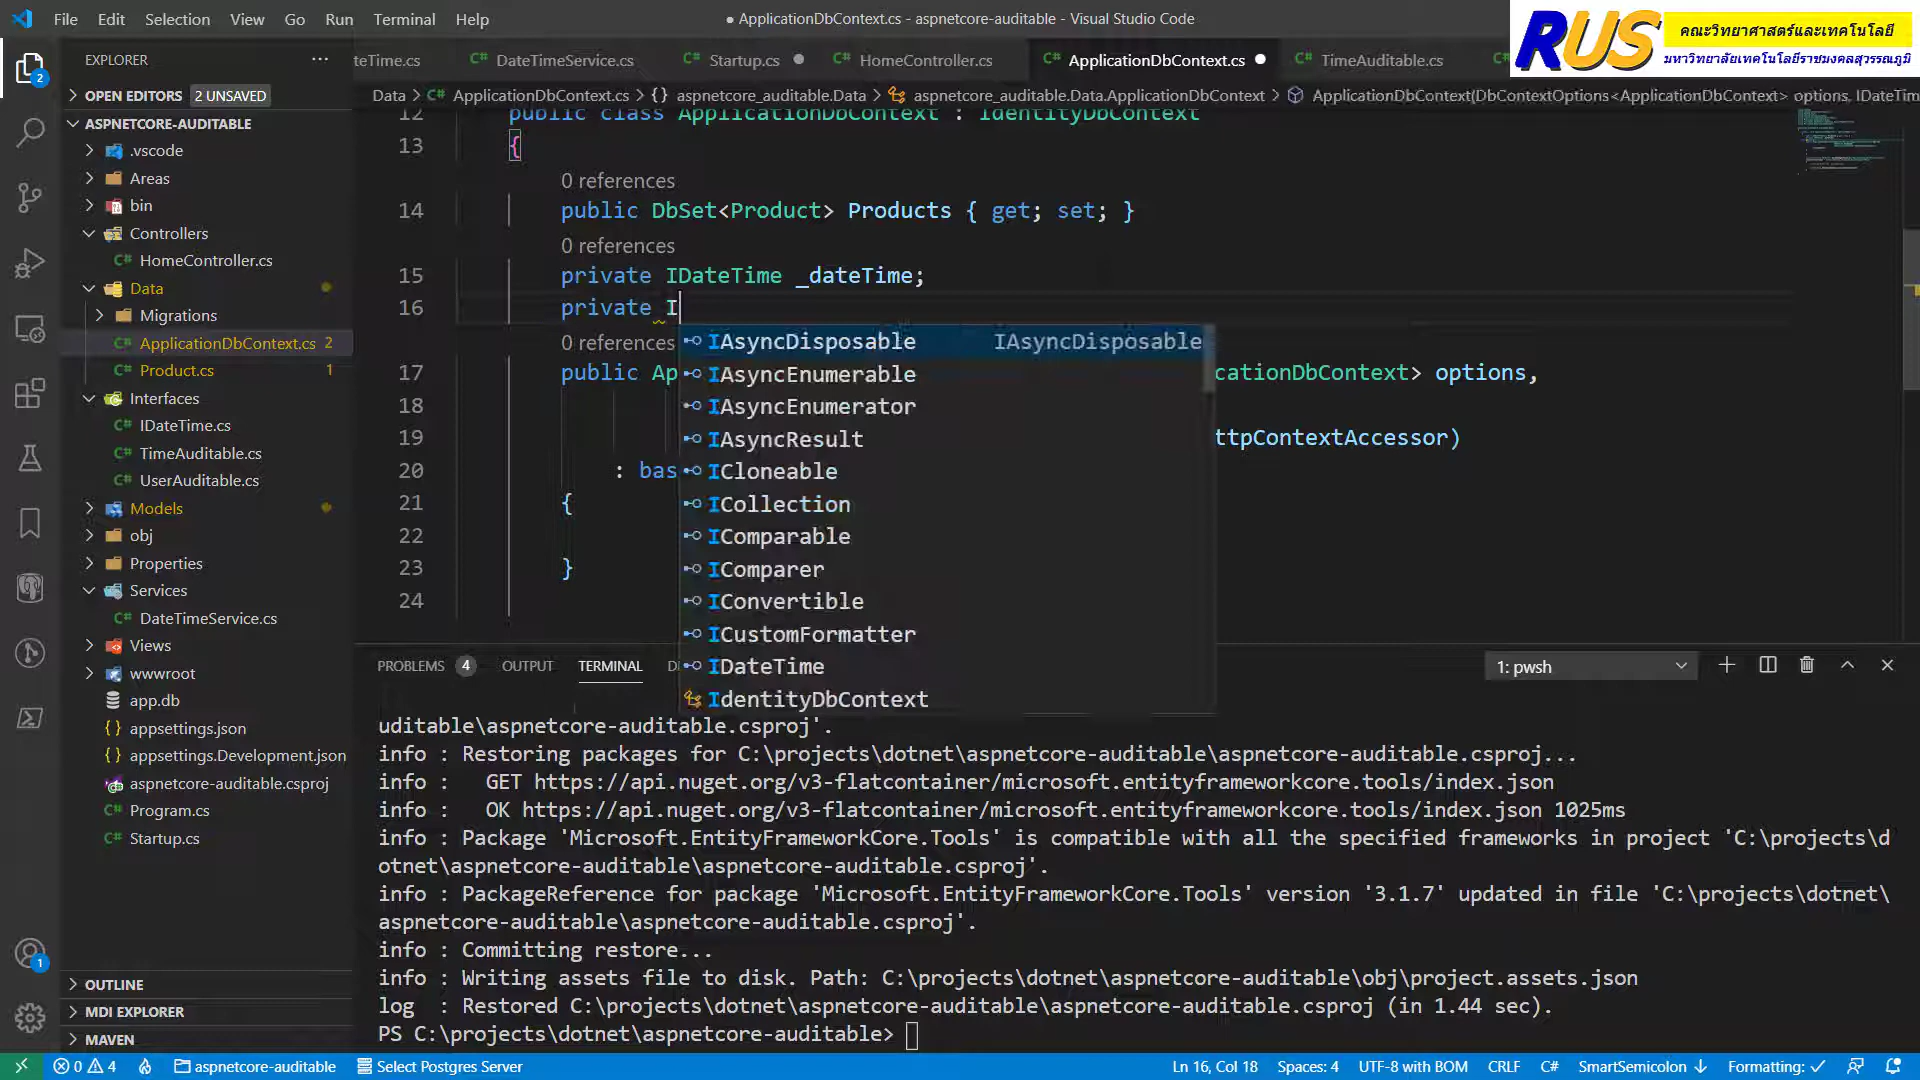 File Edit Selection View Go Run Terminal Help
● ApplicationDbContext.cs - aspnetcore-auditable - Visual Studio Code
RUS
คณะวิทยาศาสตร์และเทคโนโลยี
มหาวิทยาลัยเทคโนโลยีราชมงคลสุวรรณภูมิ
EXPLORER
teTime.cs DateTimeService.cs Startup.cs HomeController.cs ApplicationDbContext.cs TimeAuditable.cs
OPEN EDITORS 2 UNSAVED
Data > ApplicationDbContext.cs > {} aspnetcore_auditable.Data > aspnetcore_auditable.Data.ApplicationDbContext > ApplicationDbContext(DbContextOptions<ApplicationDbContext> options, IDateTim
ASPNETCORE-AUDITABLE
.vscode
Areas
bin
Controllers
HomeController.cs
Data
Migrations
ApplicationDbContext.cs 2
Product.cs 1
Interfaces
IDateTime.cs
TimeAuditable.cs
UserAuditable.cs
Models
obj
Properties
Services
DateTimeService.cs
Views
wwwroot
app.db
appsettings.json
appsettings.Development.json
aspnetcore-auditable.csproj
Program.cs
Startup.cs
OUTLINE
MDI EXPLORER
MAVEN
12 public class ApplicationDbContext : IdentityDbContext
13 {
0 references
14 public DbSet<Product> Products { get; set; }
0 references
15 private IDateTime _dateTime;
16 private I
0 references
17 public Ap cationDbContext> options,
18
19 ttpContextAccessor)
20 : bas
21 {
22
23 }
24
IAsyncDisposable IAsyncDisposable
IAsyncEnumerable
IAsyncEnumerator
IAsyncResult
ICloneable
ICollection
IComparable
IComparer
IConvertible
ICustomFormatter
IDateTime
IdentityDbContext
PROBLEMS 4 OUTPUT TERMINAL D 1: pwsh
uditable\aspnetcore-auditable.csproj'.
info : Restoring packages for C:\projects\dotnet\aspnetcore-auditable\aspnetcore-auditable.csproj...
info :   GET https://api.nuget.org/v3-flatcontainer/microsoft.entityframeworkcore.tools/index.json
info :   OK https://api.nuget.org/v3-flatcontainer/microsoft.entityframeworkcore.tools/index.json 1025ms
info : Package 'Microsoft.EntityFrameworkCore.Tools' is compatible with all the specified frameworks in project 'C:\projects\d
otnet\aspnetcore-auditable\aspnetcore-auditable.csproj'.
info : PackageReference for package 'Microsoft.EntityFrameworkCore.Tools' version '3.1.7' updated in file 'C:\projects\dotnet\
aspnetcore-auditable\aspnetcore-auditable.csproj'.
info : Committing restore...
info : Writing assets file to disk. Path: C:\projects\dotnet\aspnetcore-auditable\obj\project.assets.json
log  : Restored C:\projects\dotnet\aspnetcore-auditable\aspnetcore-auditable.csproj (in 1.44 sec).
PS C:\projects\dotnet\aspnetcore-auditable>
0 4 aspnetcore-auditable Select Postgres Server Ln 16, Col 18 Spaces: 4 UTF-8 with BOM CRLF C# SmartSemicolon ↓ Formatting: ✓